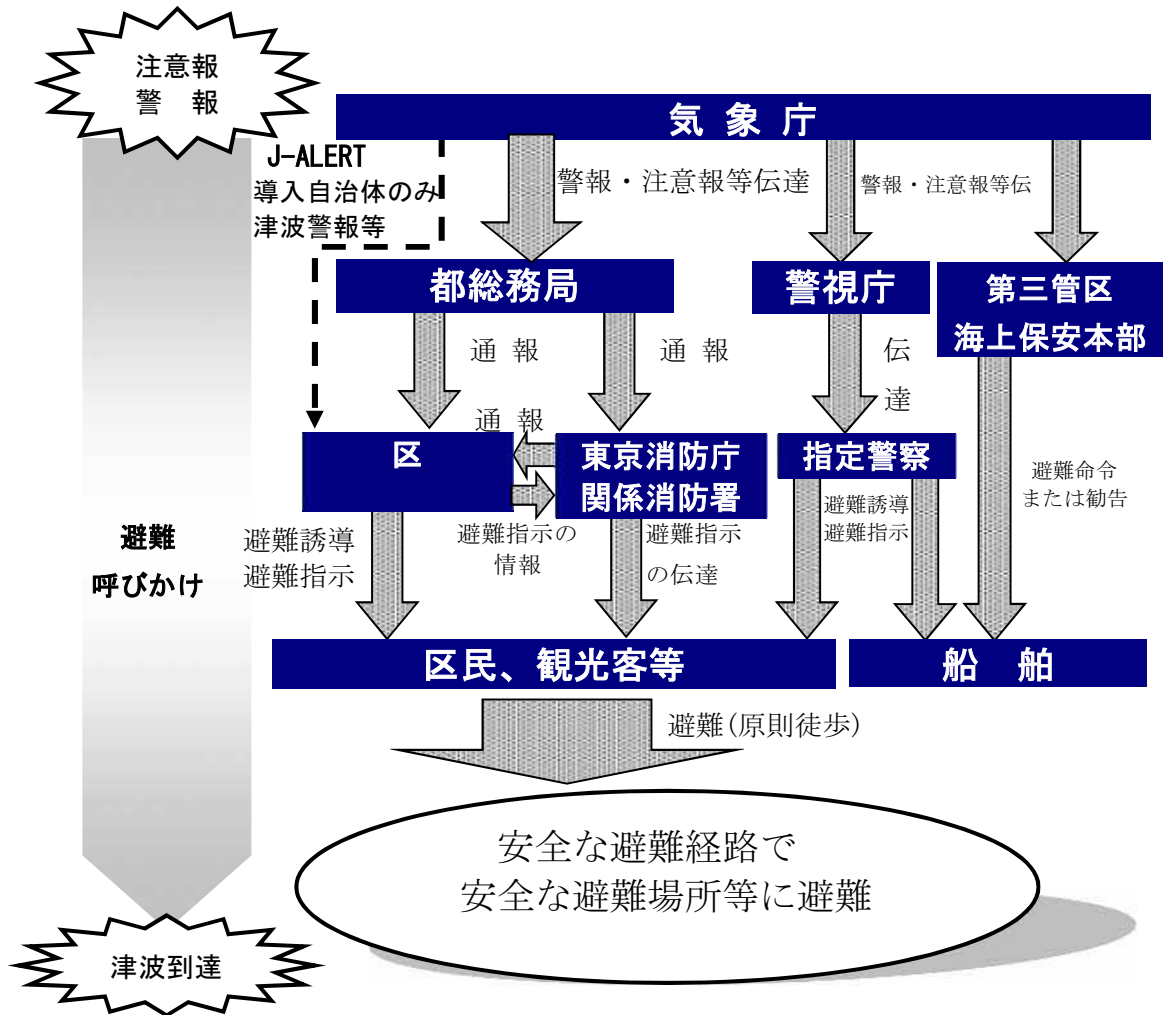 注意報
警 報
気 象 庁
J-ALERT
導入自治体のみ
津波警報等
警報・注意報等伝達
警報・注意報等伝
都総務局
警視庁
第三管区
海上保安本部
通 報
通 報
伝
達
通 報
区
東京消防庁
関係消防署
指定警察
避難命令
または勧告
避難
呼びかけ
避難誘導
避難指示
避難指示の
情報
避難指示
の伝達
避難誘導
避難指示
区民、観光客等
船 舶
避難(原則徒歩)
安全な避難経路で
安全な避難場所等に避難
津波到達